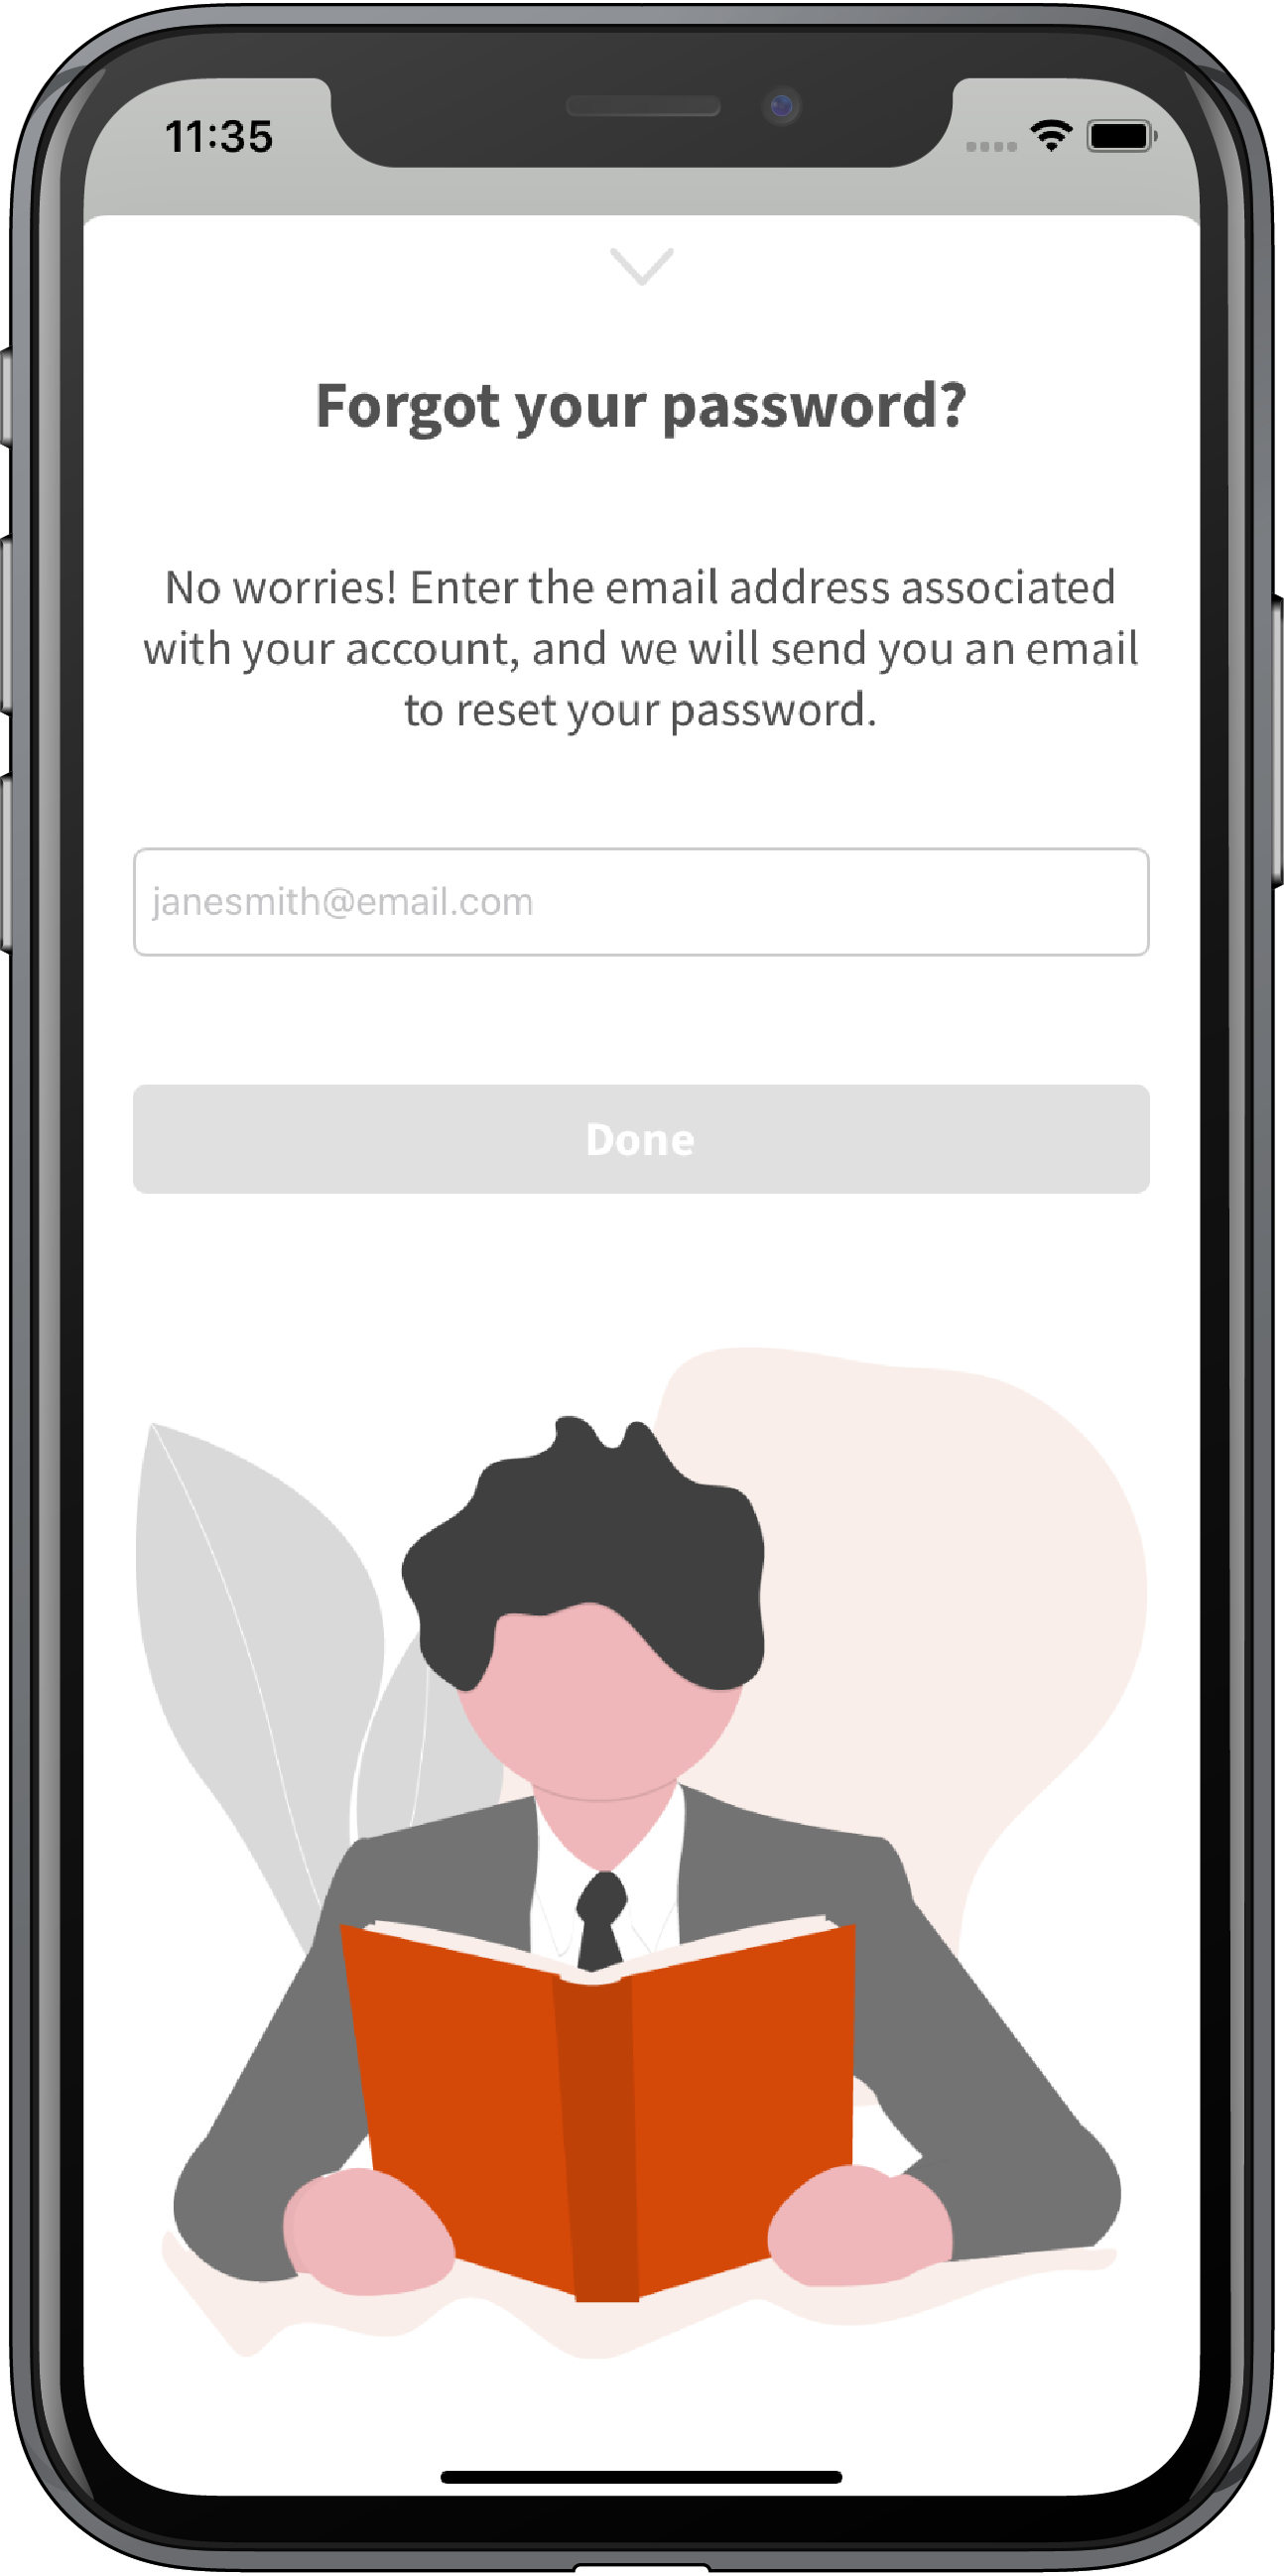 11:35
Forgot your password?
No worries! Enter the email address associated
with your account, and we will send you an email
to reset your password.
janesmith@email.com
Done